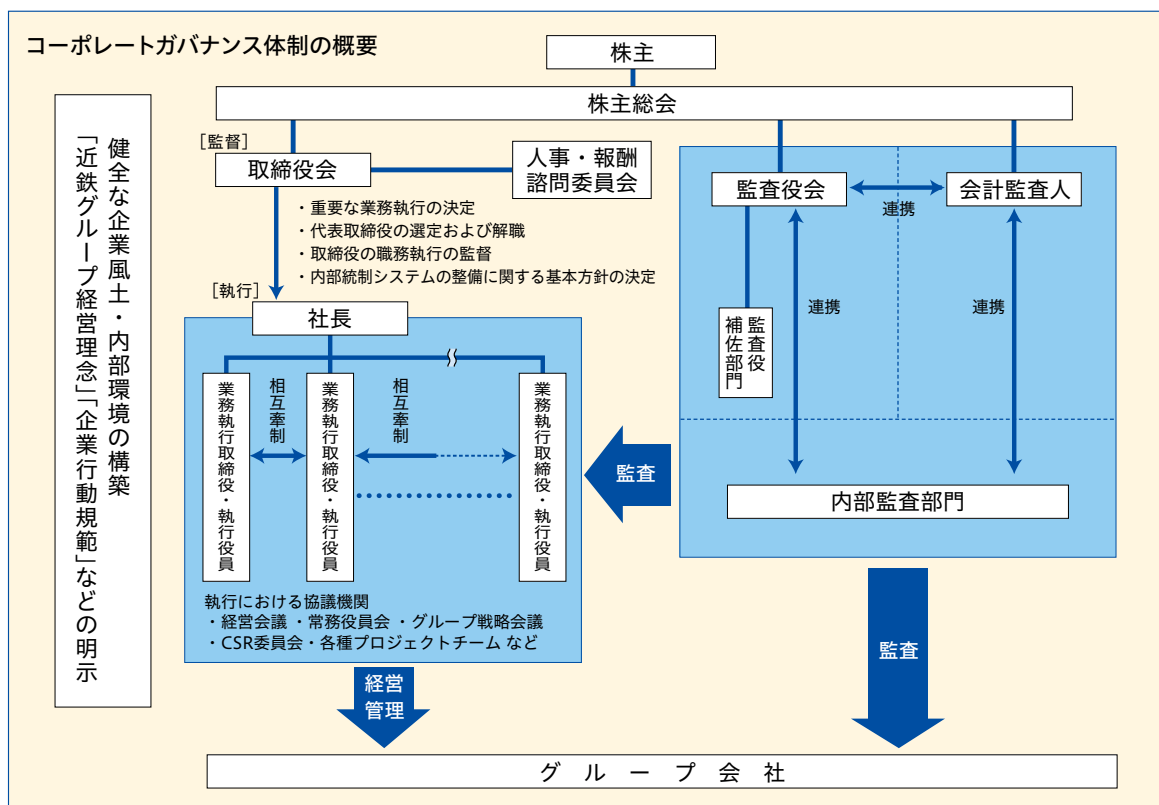 コーポレートガバナンス体制の概要
株主
株主総会
健全な企業風土・内部環境の構築
「近鉄グループ経営理念」「企業行動規範」などの明示
［監督］
取締役会
人事・報酬
諮問委員会
・重要な業務執行の決定
・代表取締役の選定および解職
・取締役の職務執行の監督
・内部統制システムの整備に関する基本方針の決定
［執行］
社長
業務執行取締役・執行役員
相互牽制
業務執行取締役・執行役員
相互牽制
業務執行取締役・執行役員
執行における協議機関
・経営会議 ・常務役員会 ・グループ戦略会議
・CSR委員会・各種プロジェクトチーム など
監査役会
連携
会計監査人
監査役
補佐部門
連携
連携
内部監査部門
監査
監査
経営
管理
グループ会社